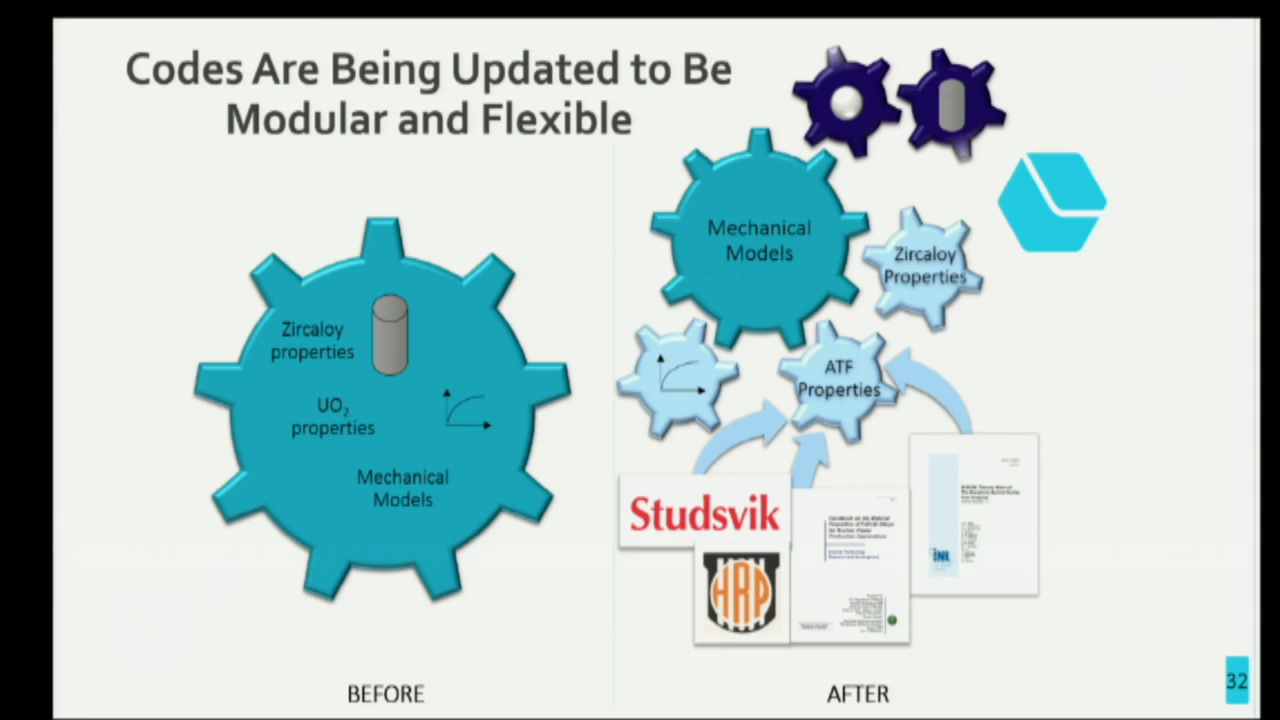 Codes Are Being Updated to Be
Modular and Flexible
Zircaloy
properties
UO₂
properties
Mechanical
Models
BEFORE
Mechanical
Models
Zircaloy
Properties
ATF
Properties
Studsvik
HRP
INL
AFTER
32